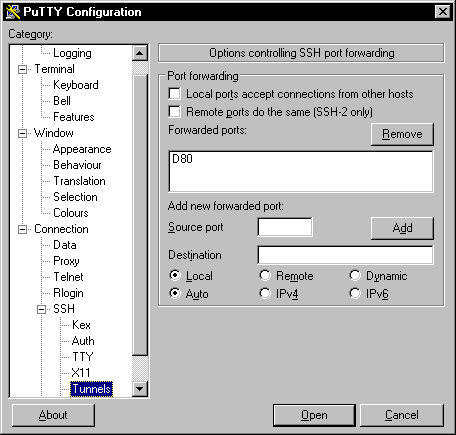 PuTTY Configuration
Category:
Logging
Terminal
Keyboard
Bell
Features
Window
Appearance
Behaviour
Translation
Selection
Colours
Connection
Data
Proxy
Telnet
Rlogin
SSH
Kex
Auth
TTY
X11
Tunnels
Options controlling SSH port forwarding
Port forwarding
Local ports accept connections from other hosts
Remote ports do the same (SSH-2 only)
Forwarded ports:
Remove
D80
Add new forwarded port:
Source port
Add
Destination
Local Remote Dynamic
Auto IPv4 IPv6
About Open Cancel